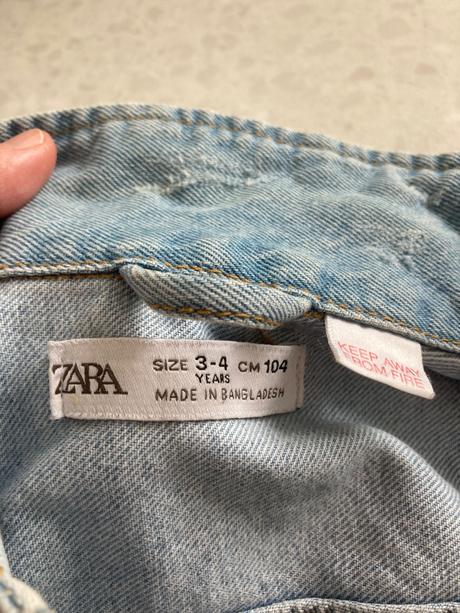 ZARA
SIZE 3-4 CM 104
YEARS
MADE IN BANGLADESH
KEEP AWAY
FROM FIRE